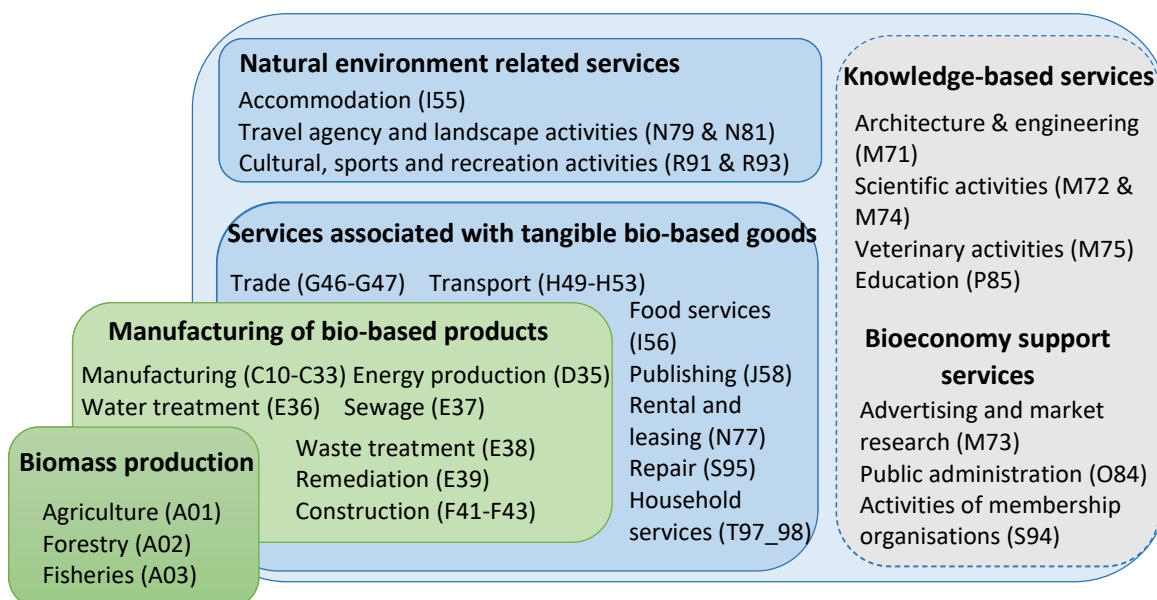 Natural environment related services
Accommodation (I55)
Travel agency and landscape activities (N79 & N81)
Cultural, sports and recreation activities (R91 & R93)
Services associated with tangible bio-based goods
Trade (G46-G47) Transport (H49-H53)
Food services
(I56)
Publishing (J58)
Rental and
leasing (N77)
Repair (S95)
Household
services (T97_98)
Manufacturing of bio-based products
Manufacturing (C10-C33) Energy production (D35)
Water treatment (E36) Sewage (E37)
Waste treatment (E38)
Remediation (E39)
Construction (F41-F43)
Biomass production
Agriculture (A01)
Forestry (A02)
Fisheries (A03)
Knowledge-based services
Architecture & engineering
(M71)
Scientific activities (M72 &
M74)
Veterinary activities (M75)
Education (P85)
Bioeconomy support
services
Advertising and market
research (M73)
Public administration (O84)
Activities of membership
organisations (S94)